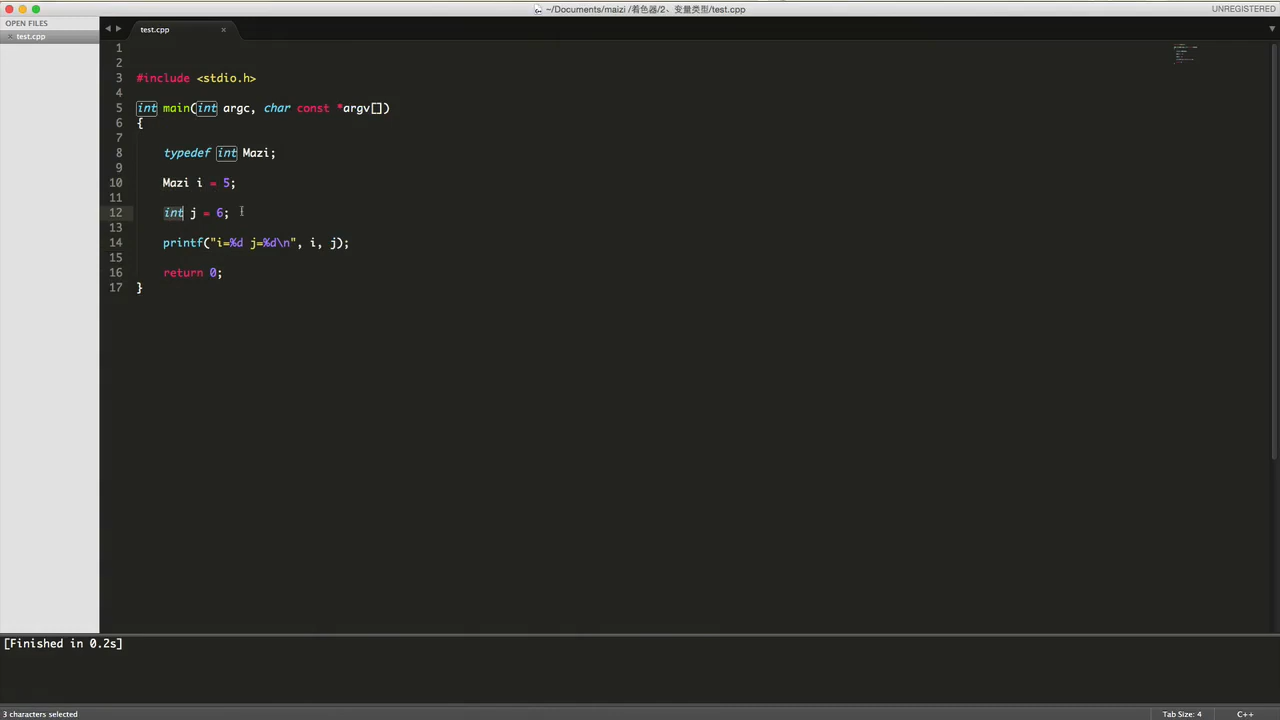 ~/Documents/maizi /着色器/2、变量类型/test.cpp
UNREGISTERED
OPEN FILES
test.cpp
test.cpp
1
2
3 #include <stdio.h>
4
5 int main(int argc, char const *argv[])
6 {
7
8 typedef int Mazi;
9
10 Mazi i = 5;
11
12 int j = 6;
13
14 printf("i=%d j=%d\n", i, j);
15
16 return 0;
17 }
[Finished in 0.2s]
3 characters selected
Tab Size: 4
C++